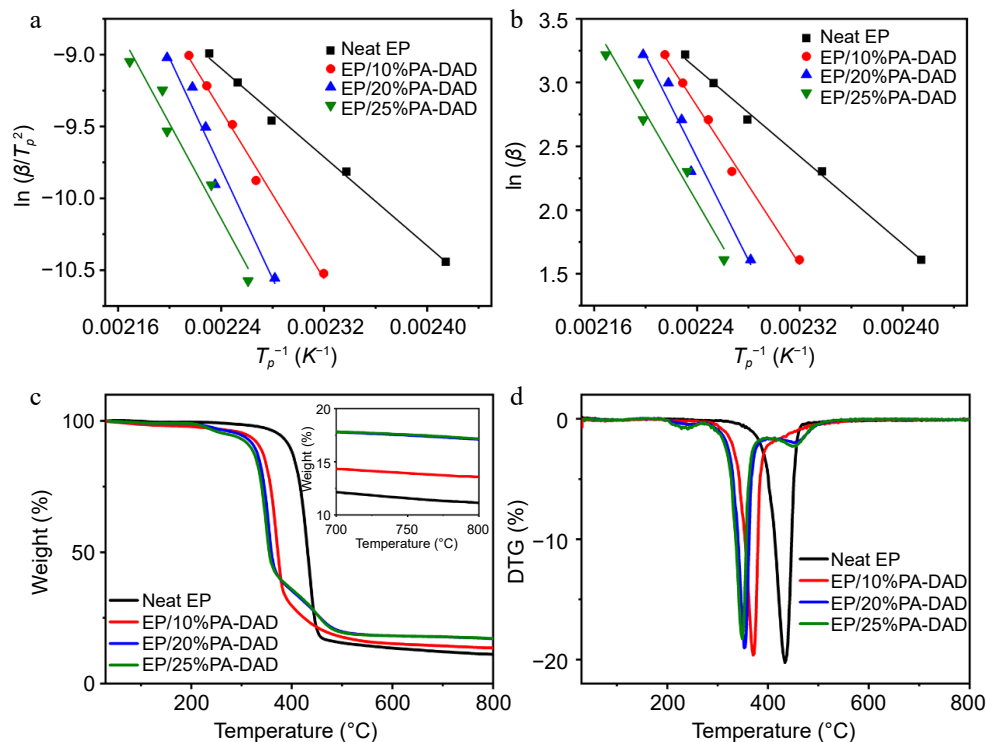 a
ln (β/Tp²)
−9.0
−9.5
−10.0
−10.5
Neat EP
EP/10%PA-DAD
EP/20%PA-DAD
EP/25%PA-DAD
0.00216 0.00224 0.00232 0.00240
Tp⁻¹ (K⁻¹)
b
ln (β)
3.5
3.0
2.5
2.0
1.5
Neat EP
EP/10%PA-DAD
EP/20%PA-DAD
EP/25%PA-DAD
0.00216 0.00224 0.00232 0.00240
Tp⁻¹ (K⁻¹)
c
Weight (%)
100
50
0
Weight (%)
20
18
15
13
10
700 750 800
Temperature (°C)
Neat EP
EP/10%PA-DAD
EP/20%PA-DAD
EP/25%PA-DAD
200 400 600 800
Temperature (°C)
d
DTG (%)
0
−10
−20
Neat EP
EP/10%PA-DAD
EP/20%PA-DAD
EP/25%PA-DAD
200 400 600 800
Temperature (°C)